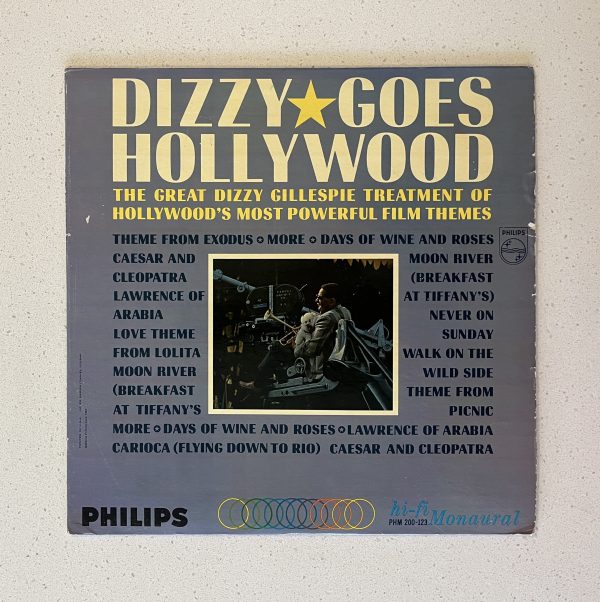 DIZZY★GOES
HOLLYWOOD
THE GREAT DIZZY GILLESPIE TREATMENT OF
HOLLYWOOD'S MOST POWERFUL FILM THEMES
THEME FROM EXODUS ✪ MORE ✪ DAYS OF WINE AND ROSES
PHILIPS
CAESAR AND
CLEOPATRA
LAWRENCE OF
ARABIA
LOVE THEME
FROM LOLITA
MOON RIVER
(BREAKFAST
AT TIFFANY'S
MOON RIVER
(BREAKFAST
AT TIFFANY'S)
NEVER ON
SUNDAY
WALK ON THE
WILD SIDE
THEME FROM
PICNIC
MORE ✪ DAYS OF WINE AND ROSES ✪ LAWRENCE OF ARABIA
CARIOCA (FLYING DOWN TO RIO) CAESAR AND CLEOPATRA
PHILIPS
hi-fi
PHM 200-123 Monaural